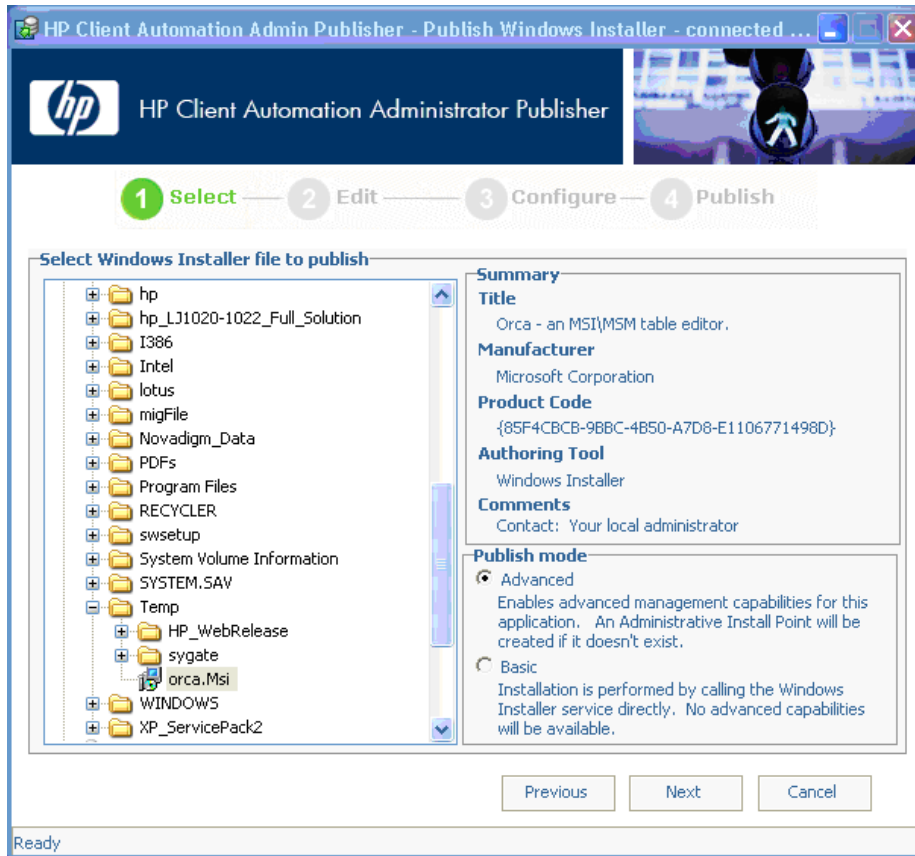 HP Client Automation Admin Publisher - Publish Windows Installer - connected ...
hp
HP Client Automation Administrator Publisher
1 Select
2 Edit
3 Configure
4 Publish
Select Windows Installer file to publish
hp
hp_LJ1020-1022_Full_Solution
I386
Intel
lotus
migFile
Novadigm_Data
PDFs
Program Files
RECYCLER
swsetup
System Volume Information
SYSTEM.SAV
Temp
HP_WebRelease
sygate
orca.Msi
WINDOWS
XP_ServicePack2
Summary
Title
Orca - an MSI\MSM table editor.
Manufacturer
Microsoft Corporation
Product Code
{85F4CBCB-9BBC-4B50-A7D8-E1106771498D}
Authoring Tool
Windows Installer
Comments
Contact: Your local administrator
Publish mode
Advanced
Enables advanced management capabilities for this
application. An Administrative Install Point will be
created if it doesn't exist.
Basic
Installation is performed by calling the Windows
Installer service directly. No advanced capabilities
will be available.
Previous
Next
Cancel
Ready